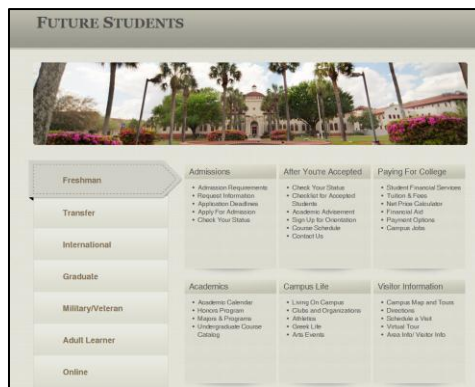 FUTURE STUDENTS
Freshman
Transfer
International
Graduate
Military/Veteran
Adult Learner
Online
Admissions
• Admission Requirements
• Request Information
• Application Deadlines
• Apply For Admission
• Check Your Status
After You're Accepted
• Check Your Status
• Checklist for Accepted
Students
• Academic Advisement
• Sign Up for Orientation
• Course Schedule
• Contact Us
Paying For College
• Student Financial Services
• Tuition & Fees
• Net Price Calculator
• Financial Aid
• Payment Options
• Campus Jobs
Academics
• Academic Calendar
• Honors Program
• Majors & Programs
• Undergraduate Course
Catalog
Campus Life
• Living On Campus
• Clubs and Organizations
• Athletics
• Greek Life
• Arts Events
Visitor Information
• Campus Map and Tours
• Directions
• Schedule a Visit
• Virtual Tour
• Area Info/ Visitor Info